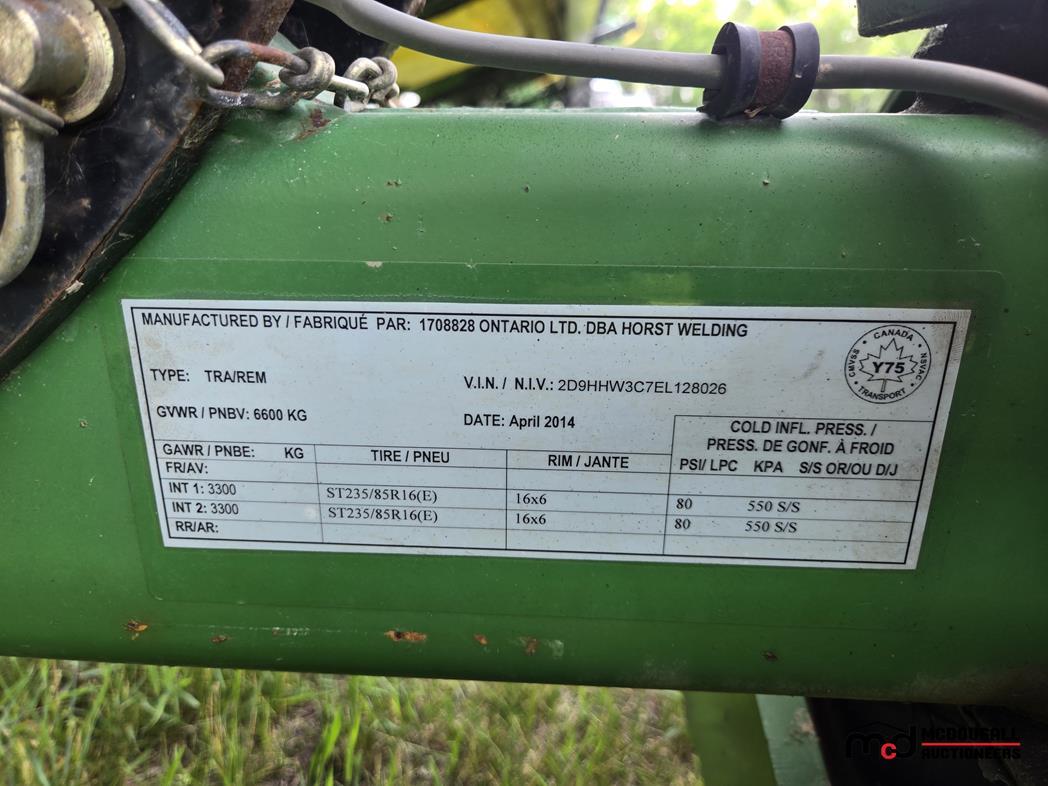 MANUFACTURED BY / FABRIQUÉ PAR: 1708828 ONTARIO LTD. DBA HORST WELDING
CANADA
CMVSS NSVAC
Y75
TRANSPORT
TYPE: TRA/REM
V.I.N. / N.I.V.: 2D9HHW3C7EL128026
GVWR / PNBV: 6600 KG
DATE: April 2014
COLD INFL. PRESS. /
PRESS. DE GONF. À FROID
GAWR / PNBE: KG TIRE / PNEU RIM / JANTE PSI/ LPC KPA S/S OR/OU D/J
FR/AV:
INT 1: 3300 ST235/85R16(E) 16x6 80 550 S/S
INT 2: 3300 ST235/85R16(E) 16x6 80 550 S/S
RR/AR:
mcd MCDOUGALL
AUCTIONEERS